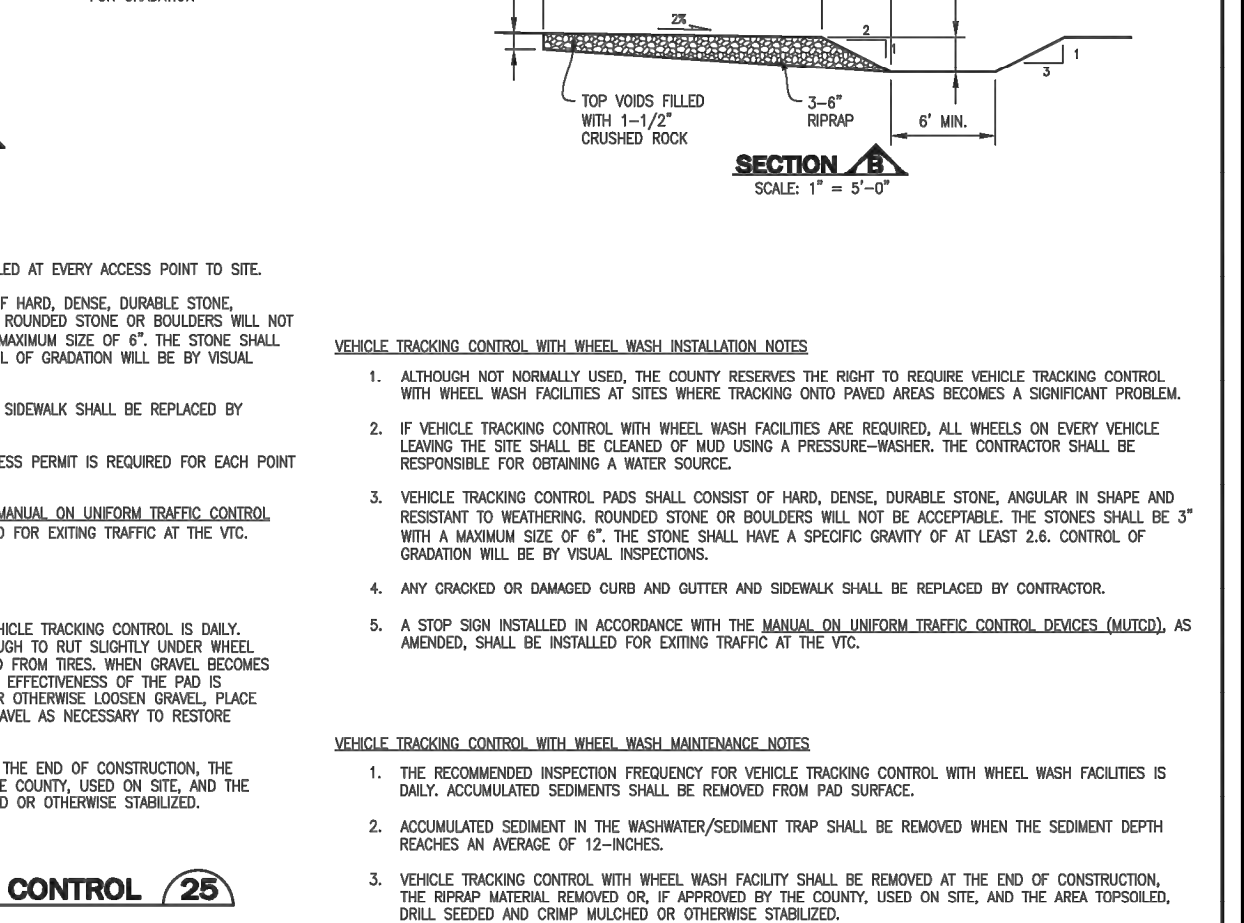 2%
2
1
1
3
TOP VOIDS FILLED
WITH 1-1/2"
CRUSHED ROCK
3-6"
RIPRAP
6' MIN.
SECTION B
SCALE: 1" = 5'-0"
AT EVERY ACCESS POINT TO SITE.
HARD, DENSE, DURABLE STONE,
ROUNDED STONE OR BOULDERS WILL NOT
MAXIMUM SIZE OF 6". THE STONE SHALL
OF GRADATION WILL BE BY VISUAL
SIDEWALK SHALL BE REPLACED BY
PERMIT IS REQUIRED FOR EACH POINT
MANUAL ON UNIFORM TRAFFIC CONTROL
FOR EXITING TRAFFIC AT THE VTC.
TRACKING CONTROL IS DAILY.
TO RUT SLIGHTLY UNDER WHEEL
FROM TIRES. WHEN GRAVEL BECOMES
EFFECTIVENESS OF THE PAD IS
OTHERWISE LOOSEN GRAVEL, PLACE
AS NECESSARY TO RESTORE
THE END OF CONSTRUCTION, THE
COUNTY, USED ON SITE, AND THE
OR OTHERWISE STABILIZED.
CONTROL 25
VEHICLE TRACKING CONTROL WITH WHEEL WASH INSTALLATION NOTES
1. ALTHOUGH NOT NORMALLY USED, THE COUNTY RESERVES THE RIGHT TO REQUIRE VEHICLE TRACKING CONTROL
WITH WHEEL WASH FACILITIES AT SITES WHERE TRACKING ONTO PAVED AREAS BECOMES A SIGNIFICANT PROBLEM.
2. IF VEHICLE TRACKING CONTROL WITH WHEEL WASH FACILITIES ARE REQUIRED, ALL WHEELS ON EVERY VEHICLE
LEAVING THE SITE SHALL BE CLEANED OF MUD USING A PRESSURE-WASHER. THE CONTRACTOR SHALL BE
RESPONSIBLE FOR OBTAINING A WATER SOURCE.
3. VEHICLE TRACKING CONTROL PADS SHALL CONSIST OF HARD, DENSE, DURABLE STONE, ANGULAR IN SHAPE AND
RESISTANT TO WEATHERING. ROUNDED STONE OR BOULDERS WILL NOT BE ACCEPTABLE. THE STONES SHALL BE 3"
WITH A MAXIMUM SIZE OF 6". THE STONE SHALL HAVE A SPECIFIC GRAVITY OF AT LEAST 2.6. CONTROL OF
GRADATION WILL BE BY VISUAL INSPECTIONS.
4. ANY CRACKED OR DAMAGED CURB AND GUTTER AND SIDEWALK SHALL BE REPLACED BY CONTRACTOR.
5. A STOP SIGN INSTALLED IN ACCORDANCE WITH THE MANUAL ON UNIFORM TRAFFIC CONTROL DEVICES (MUTCD), AS
AMENDED, SHALL BE INSTALLED FOR EXITING TRAFFIC AT THE VTC.
VEHICLE TRACKING CONTROL WITH WHEEL WASH MAINTENANCE NOTES
1. THE RECOMMENDED INSPECTION FREQUENCY FOR VEHICLE TRACKING CONTROL WITH WHEEL WASH FACILITIES IS
DAILY. ACCUMULATED SEDIMENTS SHALL BE REMOVED FROM PAD SURFACE.
2. ACCUMULATED SEDIMENT IN THE WASHWATER/SEDIMENT TRAP SHALL BE REMOVED WHEN THE SEDIMENT DEPTH
REACHES AN AVERAGE OF 12-INCHES.
3. VEHICLE TRACKING CONTROL WITH WHEEL WASH FACILITY SHALL BE REMOVED AT THE END OF CONSTRUCTION,
THE RIPRAP MATERIAL REMOVED OR, IF APPROVED BY THE COUNTY, USED ON SITE, AND THE AREA TOPSOILED,
DRILL SEEDED AND CRIMP MULCHED OR OTHERWISE STABILIZED.